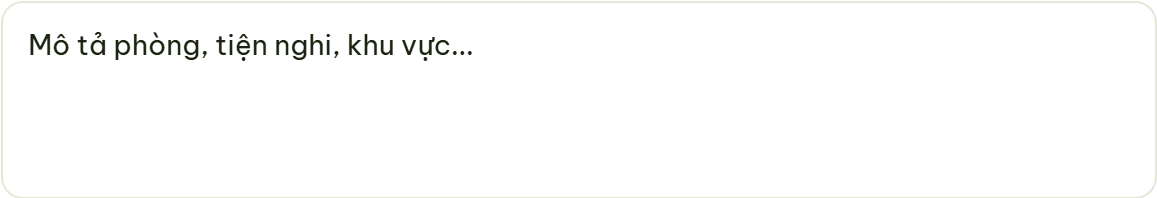 Mô tả phòng, tiện nghi, khu vực...